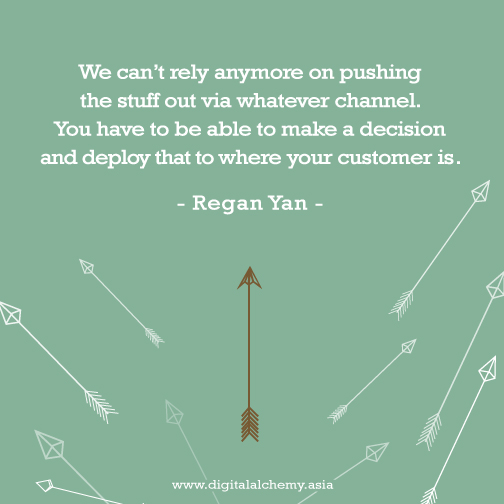 We can't rely anymore on pushing
the stuff out via whatever channel.
You have to be able to make a decision
and deploy that to where your customer is.
- Regan Yan -
www.digitalalchemy.asia